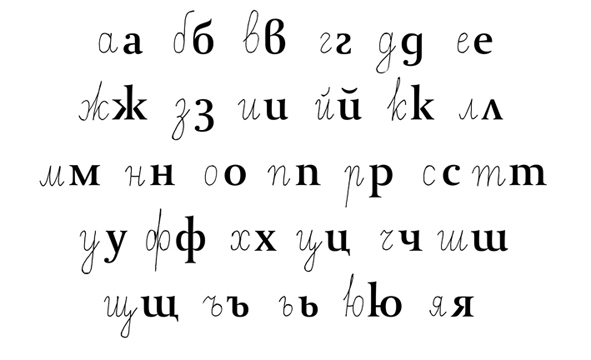 аа бб вв гг дд ее
жж зз ии йй кк лл
мм нн оо пп рр сс тт
уу фф хх цц чч шш
щщ ъъ ьь юю яя